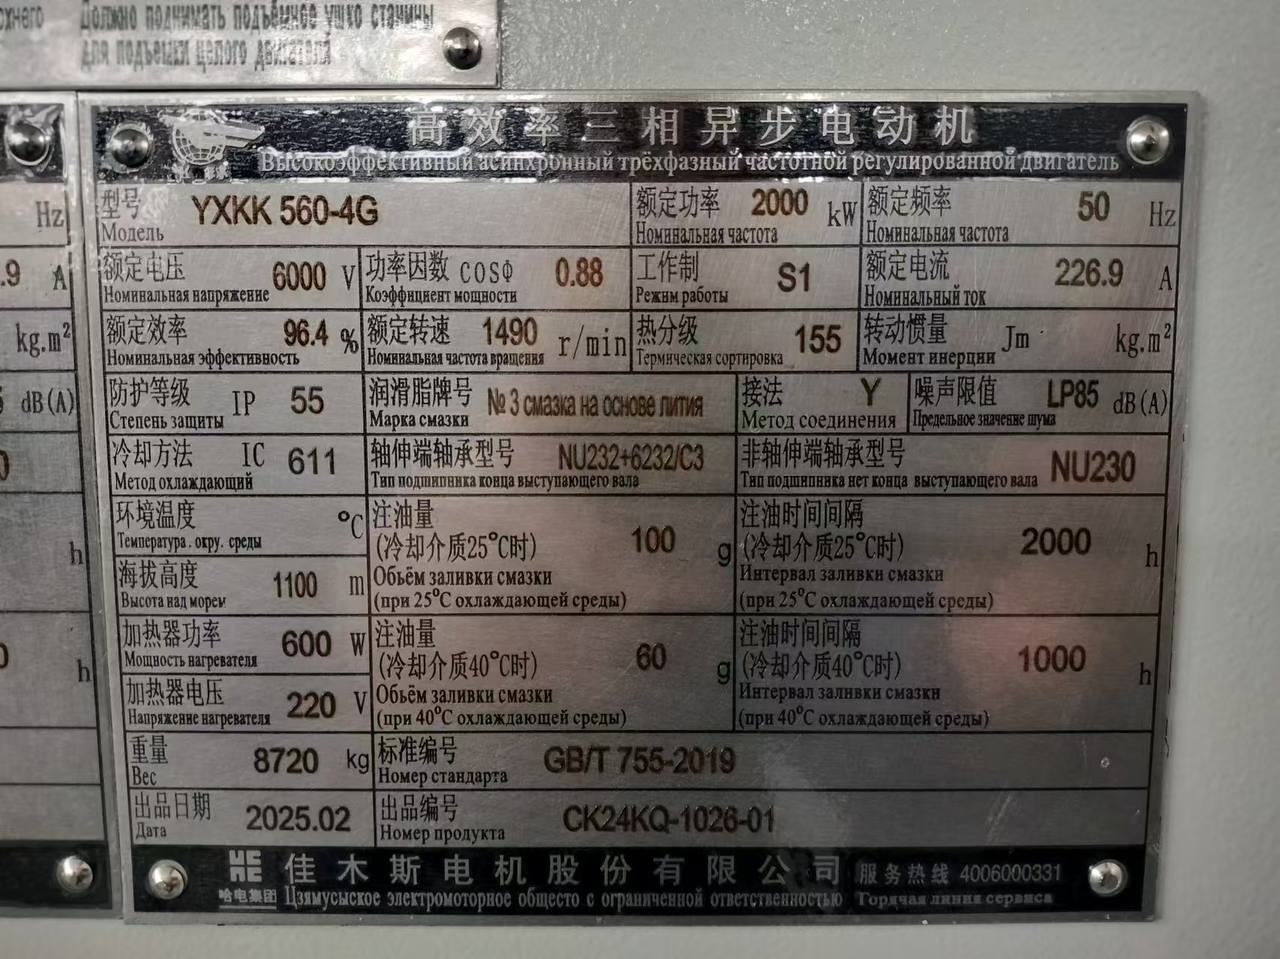 Должно поднимать подъёмное ушко станины
для подъемки целого двигателя
高效率三相异步电动机
Высокоэффективный асинхронный трёхфазный частотной регулированной двигатель
型号 YXKK 560-4G 额定功率 2000 kW 额定频率 50 Hz
Модель Номинальная частота Номинальная частота
Hz
额定电压 6000 V 功率因数 COSΦ 0.88 工作制 S1 额定电流 226.9 A
Номинальная напряжение Коэффициент мощности Режим работы Номинальный ток
.9 A
额定效率 96.4 % 额定转速 1490 r/min 热分级 155 转动惯量 Jm kg.m²
Номинальная эффективность Номинальная частота вращения Термическая сортировка Момент инерции
kg.m²
防护等级 IP 55 润滑脂牌号 № 3 смазка на основе лития 接法 Y 噪声限值 LP85 dB(A)
Степень защиты Марка смазки Метод соединения Предельное значение шума
dB(A)
冷却方法 IC 611 轴伸端轴承型号 NU232+6232/C3 非轴伸端轴承型号 NU230
Метод охлаждающий Тип подшипника конца выступающего вала Тип подшипника нет конца выступающего вала
0
环境温度 °C
Температура. окру. среды
注油量
(冷却介质25°C时) 100 g
Объём заливки смазки
(при 25°C охлаждающей среды)
注油时间间隔
(冷却介质25°C时) 2000 h
Интервал заливки смазки
(при 25°C охлаждающей среды)
h
海拔高度 1100 m
Высота над морем
加热器功率 600 W
Мощность нагревателя
注油量
(冷却介质40°C时) 60 g
Объём заливки смазки
(при 40°C охлаждающей среды)
注油时间间隔
(冷却介质40°C时) 1000 h
Интервал заливки смазки
(при 40°C охлаждающей среды)
0 h
加热器电压 220 V
Напряжение нагревателя
重量 8720 kg 标准编号 GB/T 755-2019
Вес Номер стандарта
出品日期 2025.02 出品编号 CK24KQ-1026-01
Дата Номер продукта
哈电集团 佳木斯电机股份有限公司 服务热线 4006000331
Цзямусыское электромоторное общесто с ограниченной ответственностью Горячая линия сервиса